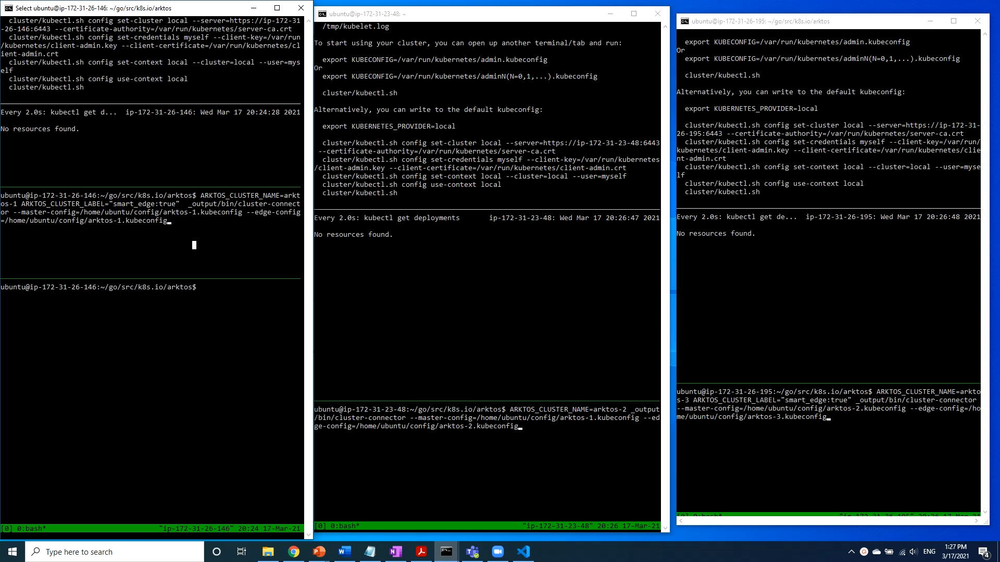 Select ubuntu@ip-172-31-26-146: ~/go/src/k8s.io/arktos
cluster/kubectl.sh config set-cluster local --server=https://ip-172-31
-26-146:6443 --certificate-authority=/var/run/kubernetes/server-ca.crt
cluster/kubectl.sh config set-credentials myself --client-key=/var/run
/kubernetes/client-admin.key --client-certificate=/var/run/kubernetes/cl
ient-admin.crt
cluster/kubectl.sh config set-context local --cluster=local --user=mys
elf
cluster/kubectl.sh config use-context local
cluster/kubectl.sh
Every 2.0s: kubectl get d...  ip-172-31-26-146: Wed Mar 17 20:24:28 2021
No resources found.
ubuntu@ip-172-31-26-146:~/go/src/k8s.io/arktos$ ARKTOS_CLUSTER_NAME=arkt
os-1 ARKTOS_CLUSTER_LABEL="smart_edge:true"  _output/bin/cluster-connect
or --master-config=/home/ubuntu/config/arktos-1.kubeconfig --edge-config
=/home/ubuntu/config/arktos-1.kubeconfig
ubuntu@ip-172-31-26-146:~/go/src/k8s.io/arktos$
[0] 0:bash* "ip-172-31-26-146" 20:24 17-Mar-21
ubuntu@ip-172-31-23-48: ~
/tmp/kubelet.log
To start using your cluster, you can open up another terminal/tab and run:
export KUBECONFIG=/var/run/kubernetes/admin.kubeconfig
Or
export KUBECONFIG=/var/run/kubernetes/adminN(N=0,1,...).kubeconfig
cluster/kubectl.sh
Alternatively, you can write to the default kubeconfig:
export KUBERNETES_PROVIDER=local
cluster/kubectl.sh config set-cluster local --server=https://ip-172-31-23-48:6443
--certificate-authority=/var/run/kubernetes/server-ca.crt
cluster/kubectl.sh config set-credentials myself --client-key=/var/run/kubernetes
/client-admin.key --client-certificate=/var/run/kubernetes/client-admin.crt
cluster/kubectl.sh config set-context local --cluster=local --user=myself
cluster/kubectl.sh config use-context local
cluster/kubectl.sh
Every 2.0s: kubectl get deployments ip-172-31-23-48: Wed Mar 17 20:26:47 2021
No resources found.
ubuntu@ip-172-31-23-48:~/go/src/k8s.io/arktos$ ARKTOS_CLUSTER_NAME=arktos-2 _output
/bin/cluster-connector --master-config=/home/ubuntu/config/arktos-1.kubeconfig --ed
ge-config=/home/ubuntu/config/arktos-2.kubeconfig
[0] 0:bash* "ip-172-31-23-48" 20:26 17-Mar-21
ubuntu@ip-172-31-26-195: ~/go/src/k8s.io/arktos
export KUBECONFIG=/var/run/kubernetes/admin.kubeconfig
Or
export KUBECONFIG=/var/run/kubernetes/adminN(N=0,1,...).kubeconfig
cluster/kubectl.sh
Alternatively, you can write to the default kubeconfig:
export KUBERNETES_PROVIDER=local
cluster/kubectl.sh config set-cluster local --server=https://ip-172-31-
26-195:6443 --certificate-authority=/var/run/kubernetes/server-ca.crt
cluster/kubectl.sh config set-credentials myself --client-key=/var/run/
kubernetes/client-admin.key --client-certificate=/var/run/kubernetes/clie
nt-admin.crt
cluster/kubectl.sh config set-context local --cluster=local --user=myse
lf
cluster/kubectl.sh config use-context local
cluster/kubectl.sh
Every 2.0s: kubectl get de...  ip-172-31-26-195: Wed Mar 17 20:26:48 2021
No resources found.
ubuntu@ip-172-31-26-195:~/go/src/k8s.io/arktos$ ARKTOS_CLUSTER_NAME=arkto
s-3 ARKTOS_CLUSTER_LABEL="smart_edge:true" _output/bin/cluster-connector
--master-config=/home/ubuntu/config/arktos-2.kubeconfig --edge-config=/ho
me/ubuntu/config/arktos-3.kubeconfig
Type here to search
ENG
1:27 PM
3/17/2021
4